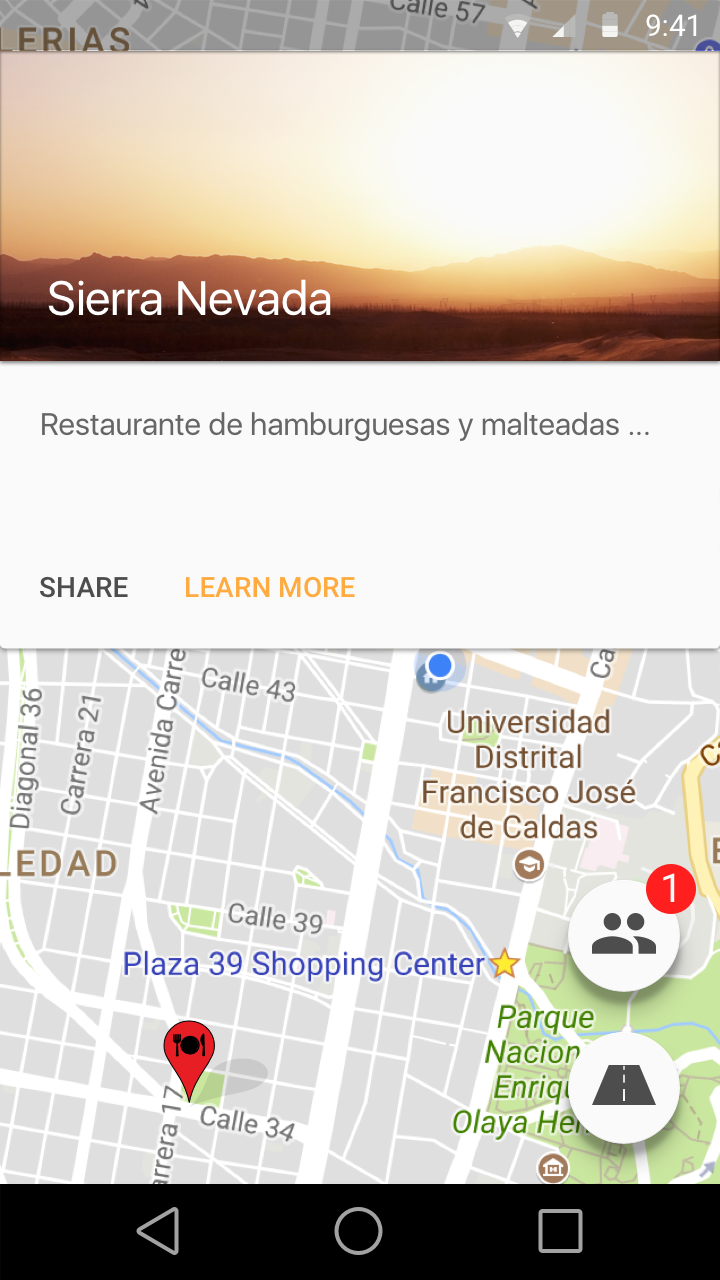 Calle 57
LERIAS
9:41
Sierra Nevada
Restaurante de hamburguesas y malteadas ...
SHARE
LEARN MORE
Calle 43
Ca
Diagonal 36
Carrera 21
Avenida Carre
Universidad
Distrital
Francisco José
de Caldas
C
E
LEDAD
1
Calle 39
Plaza 39 Shopping Center
Parque
Nacion
Enriqu
Olaya He
Calle 34
arrera 17